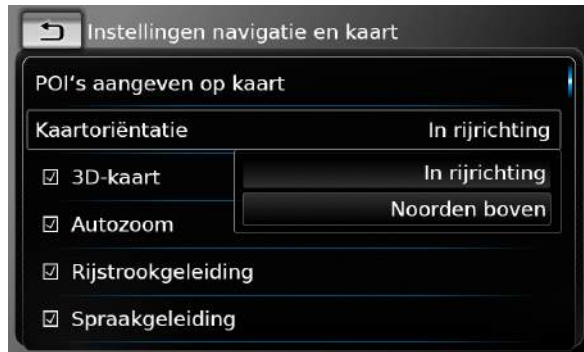 Instellingen navigatie en kaart
POI's aangeven op kaart
Kaartoriëntatie In rijrichting
3D-kaart In rijrichting
Autozoom Noorden boven
Rijstrookgeleiding
Spraakgeleiding